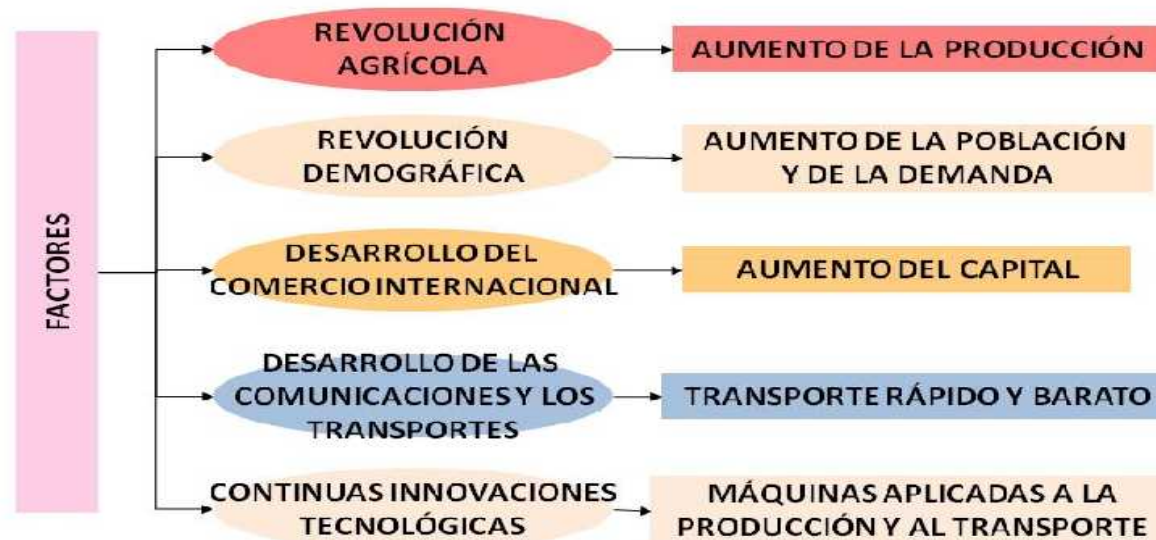 FACTORES
REVOLUCIÓN
AGRÍCOLA
AUMENTO DE LA PRODUCCIÓN
REVOLUCIÓN
DEMOGRÁFICA
AUMENTO DE LA POBLACIÓN
Y DE LA DEMANDA
DESARROLLO DEL
COMERCIO INTERNACIONAL
AUMENTO DEL CAPITAL
DESARROLLO DE LAS
COMUNICACIONES Y LOS
TRANSPORTES
TRANSPORTE RÁPIDO Y BARATO
CONTINUAS INNOVACIONES
TECNOLÓGICAS
MÁQUINAS APLICADAS A LA
PRODUCCIÓN Y AL TRANSPORTE